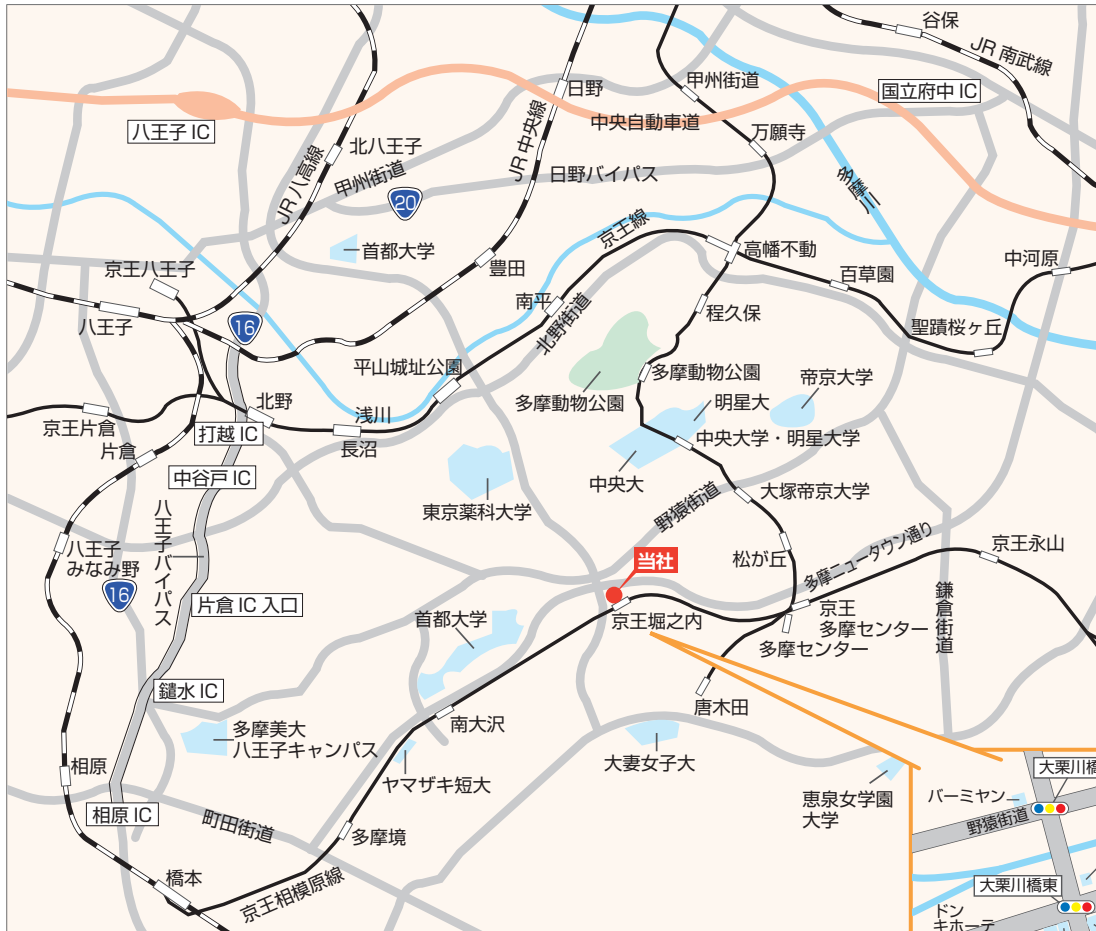 谷保
JR 南武線
甲州街道
国立府中 IC
日野
八王子 IC
中央自動車道
万願寺
北八王子
JR 中央線
JR 八高線
甲州街道
日野バイパス
多摩川
20
首都大学
京王線
高幡不動
中河原
京王八王子
豊田
百草園
南平
八王子
16
北野街道
程久保
聖蹟桜ヶ丘
平山城址公園
多摩動物公園
帝京大学
多摩動物公園
明星大
北野
浅川
京王片倉
打越 IC
長沼
中央大学・明星大学
片倉
中谷戸 IC
中央大
大塚帝京大学
東京薬科大学
野猿街道
八王子バイパス
八王子
みなみ野
松が丘
多摩ニュータウン通り
京王永山
当社
16
片倉 IC 入口
首都大学
京王堀之内
京王
多摩センター
多摩センター
鎌倉街道
鑓水 IC
唐木田
南大沢
多摩美大
八王子キャンパス
相原
ヤマザキ短大
大妻女子大
恵泉女学園
大学
大栗川橋
バーミヤン
野猿街道
相原 IC
町田街道
多摩境
橋本
京王相模原線
大栗川橋東
ドン
キホーテ